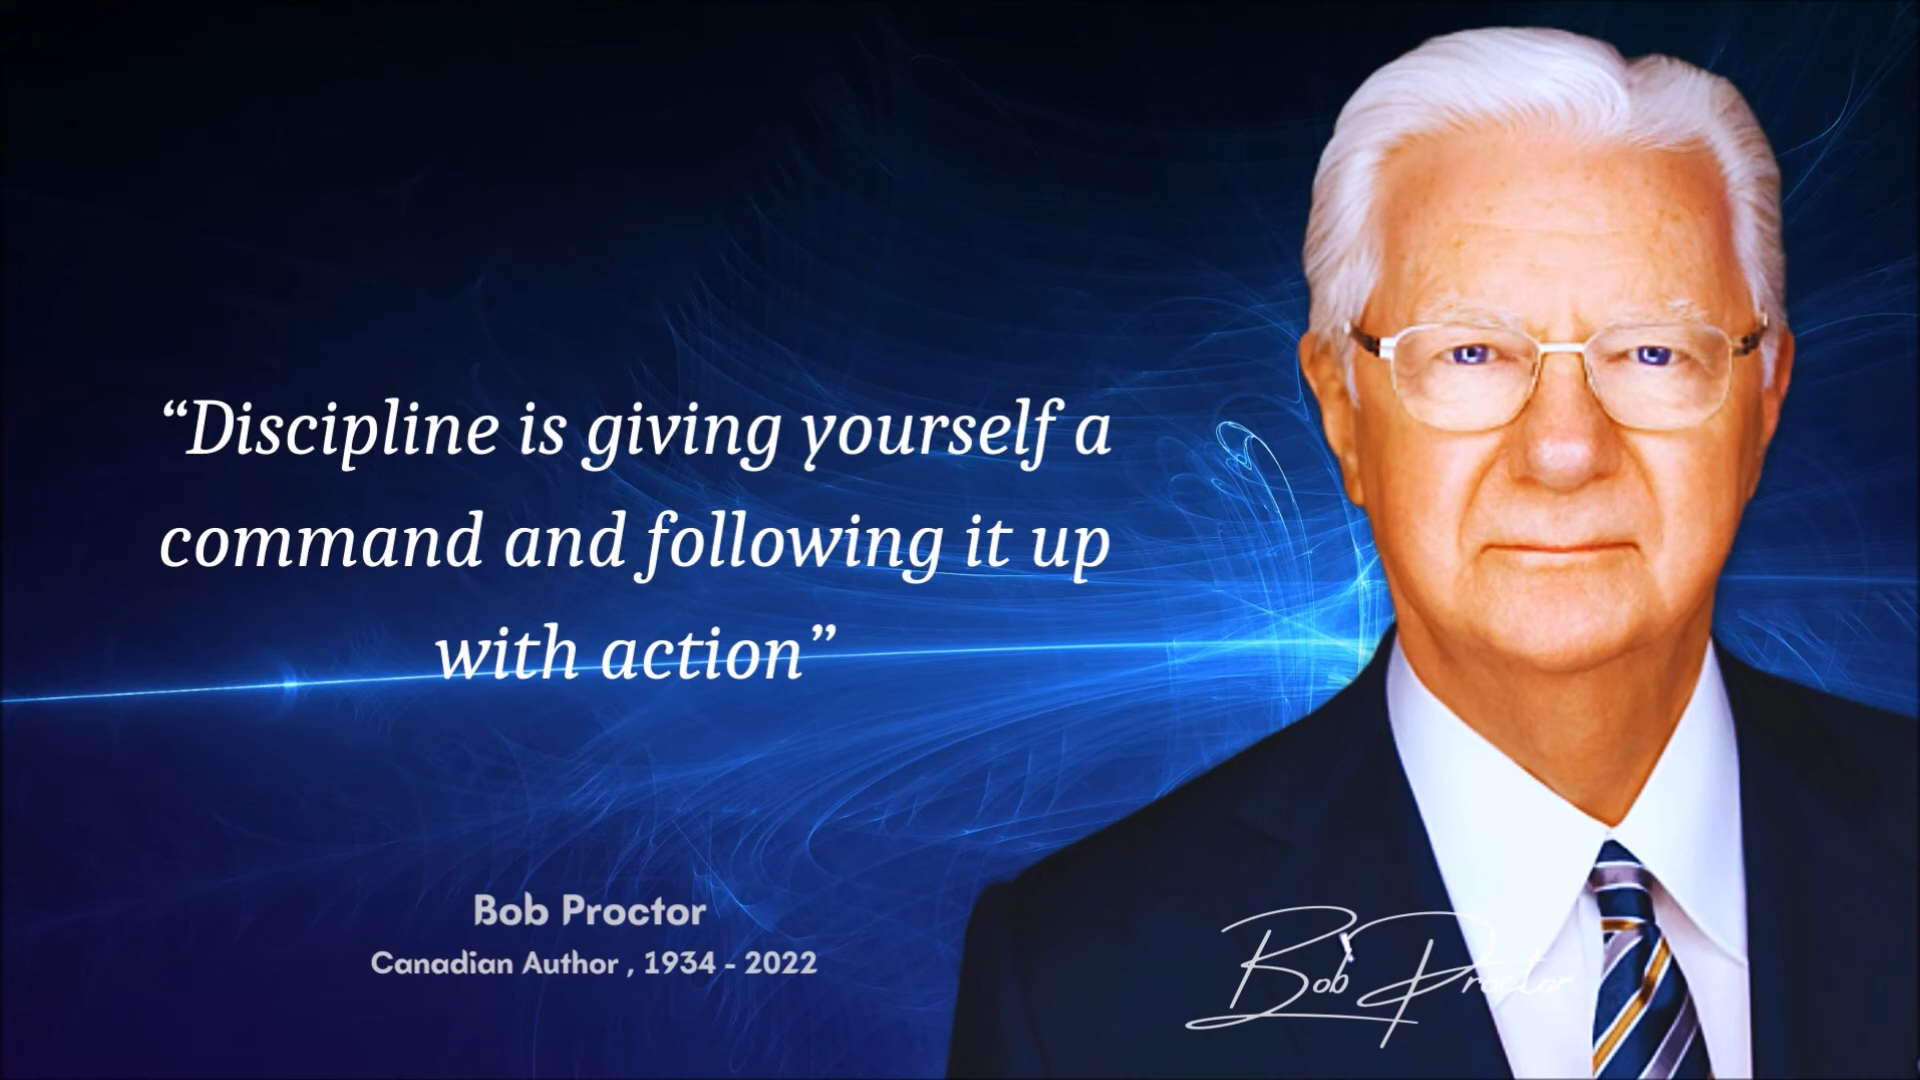 “Discipline is giving yourself a
command and following it up
with action”
Bob Proctor
Canadian Author , 1934 - 2022
Bob Proctor